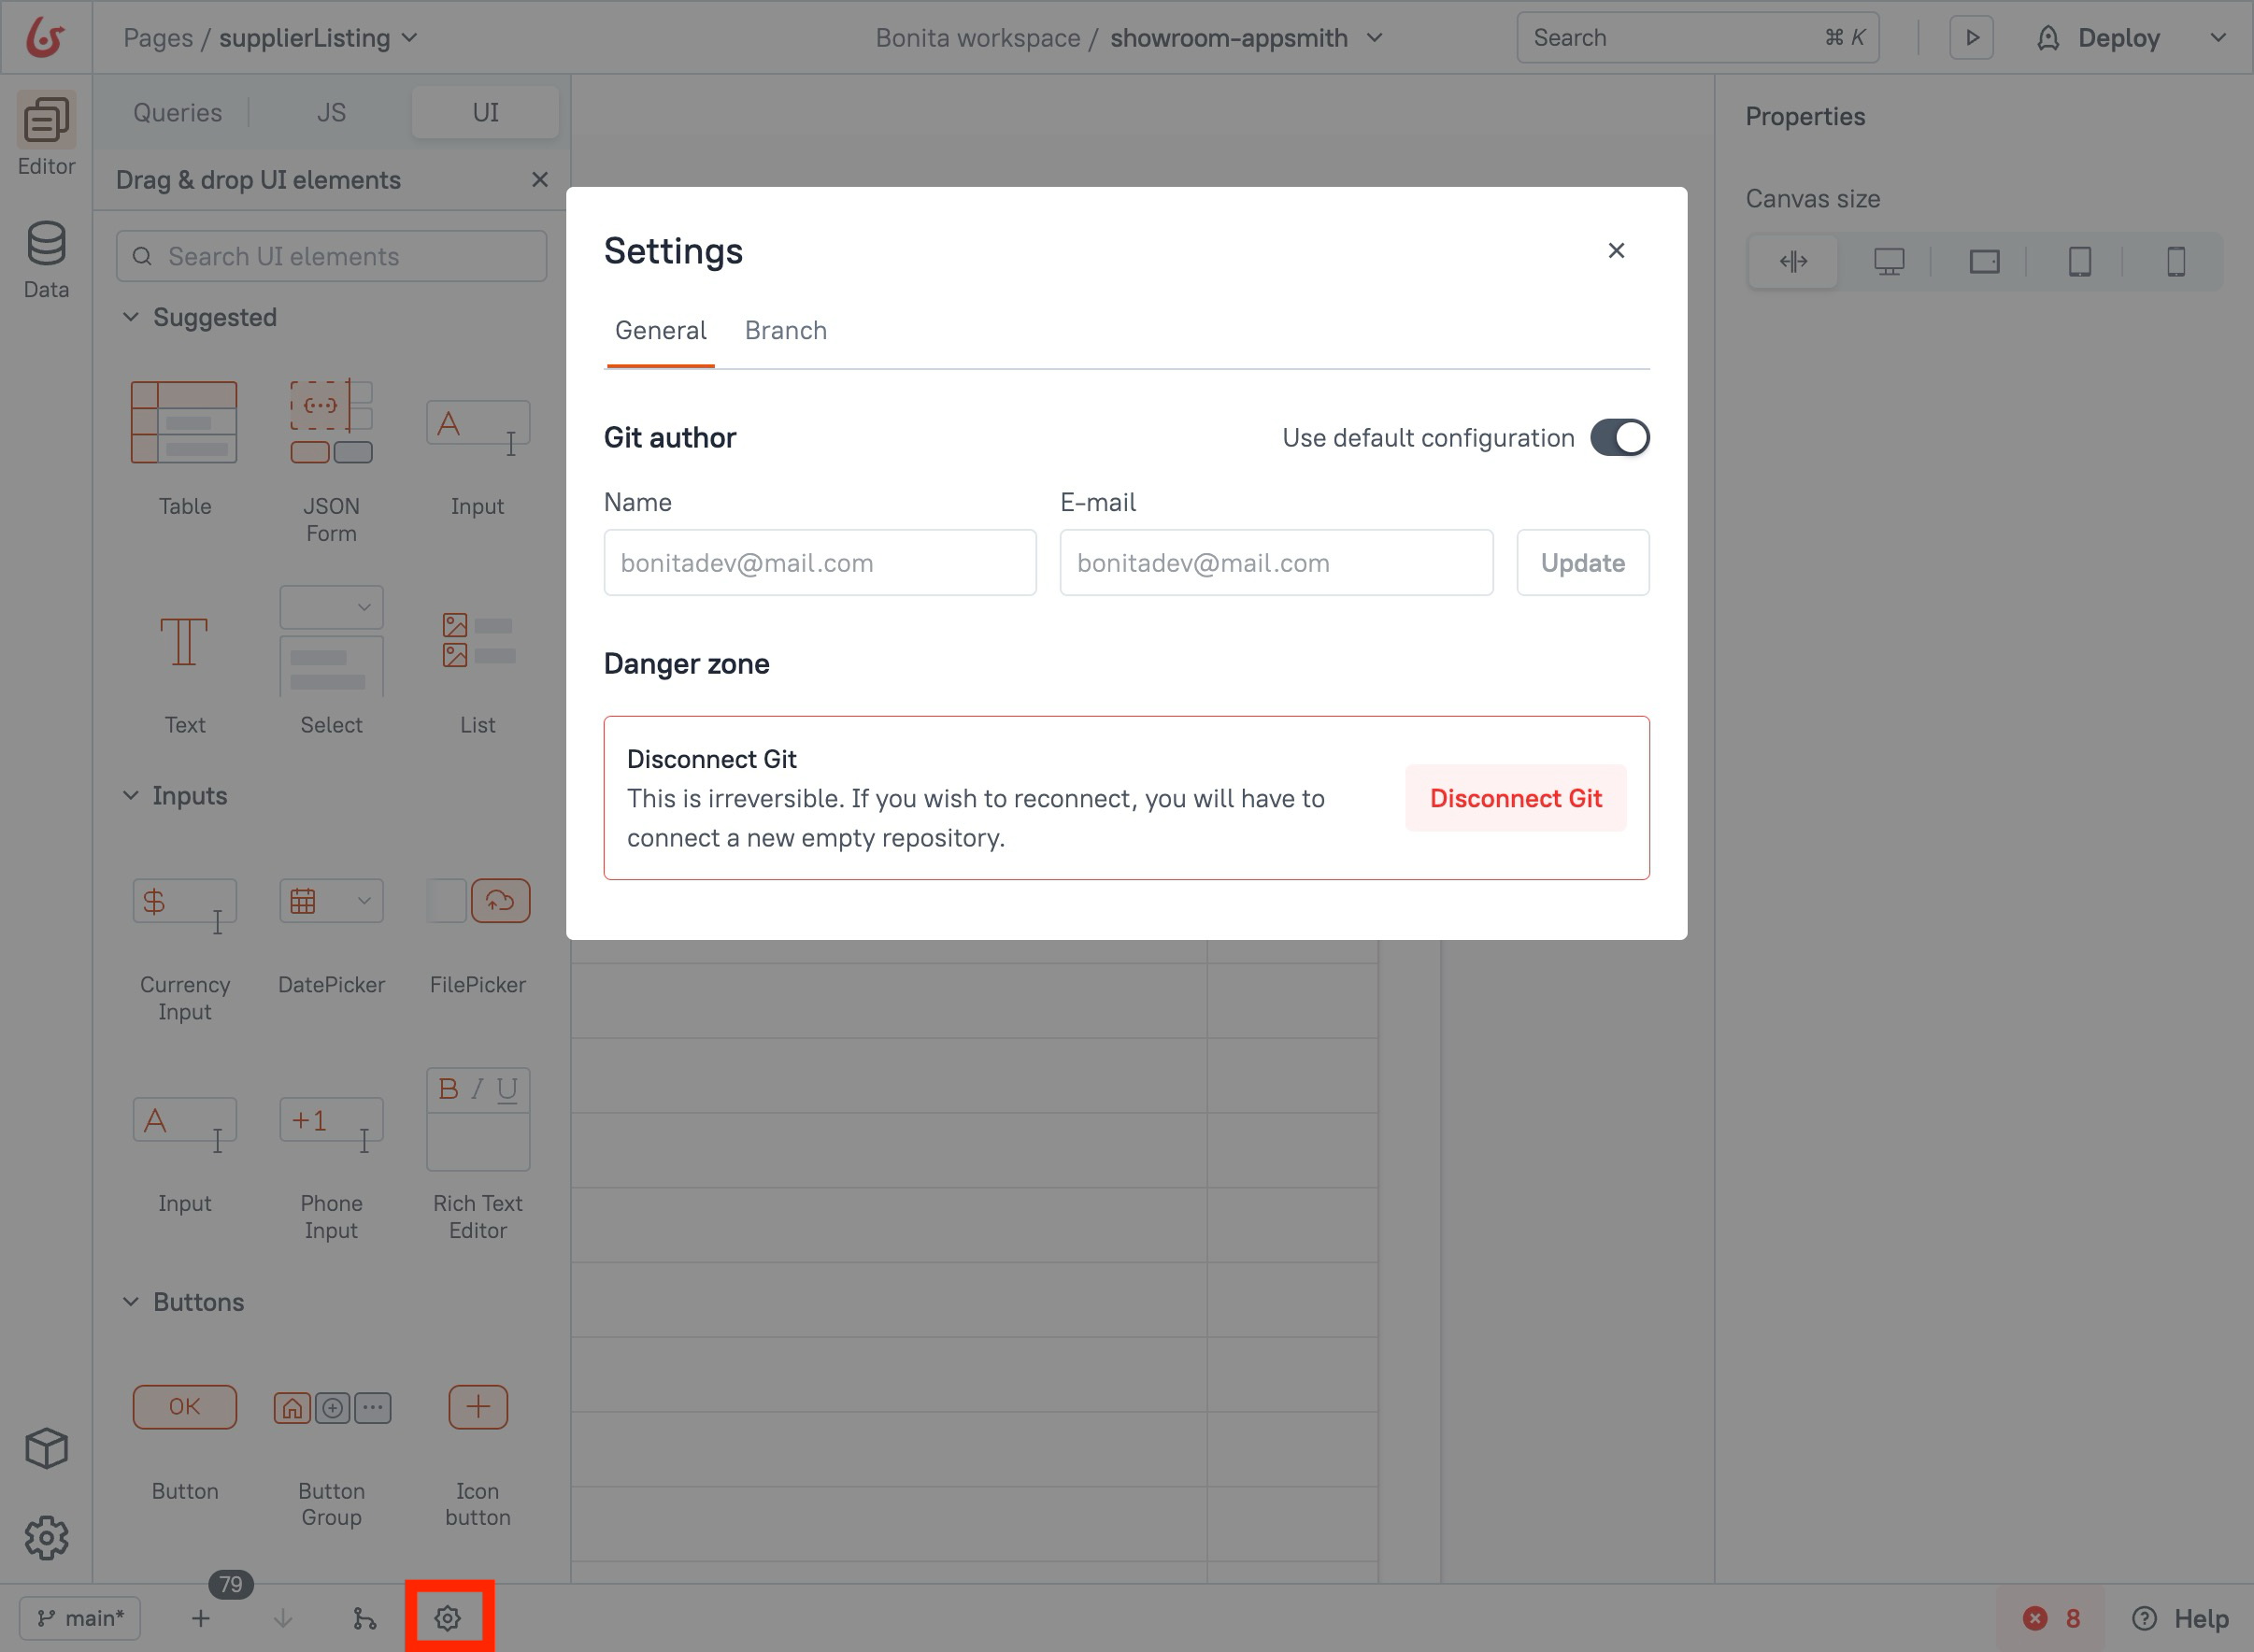 Pages / supplierListing
Bonita workspace / showroom-appsmith
Search ⌘ K
Deploy
Editor
Data
Queries
JS
UI
Drag & drop UI elements
Search UI elements
Suggested
Table
JSON
Form
Input
A
Text
Select
List
Inputs
$
Currency
Input
DatePicker
FilePicker
A
Input
+1
Phone
Input
B I U
Rich Text
Editor
Buttons
OK
Button
Button
Group
Icon
button
Settings
General
Branch
Git author
Use default configuration
Name
E-mail
bonitadev@mail.com
bonitadev@mail.com
Update
Danger zone
Disconnect Git
This is irreversible. If you wish to reconnect, you will have to
connect a new empty repository.
Disconnect Git
Properties
Canvas size
main*
79
8
Help